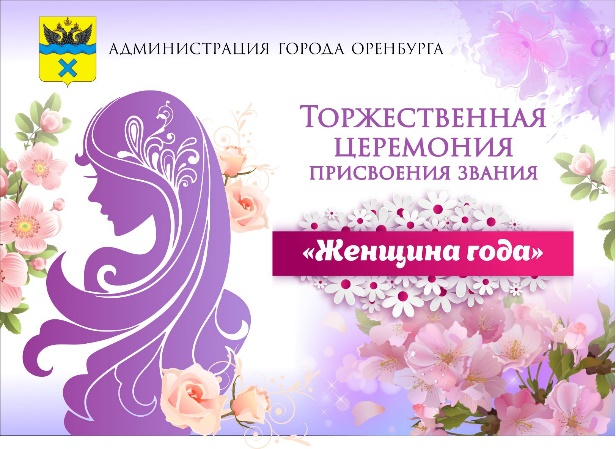 АДМИНИСТРАЦИЯ ГОРОДА ОРЕНБУРГА
ТОРЖЕСТВЕННАЯ
ЦЕРЕМОНИЯ
ПРИСВОЕНИЯ ЗВАНИЯ
«Женщина года»